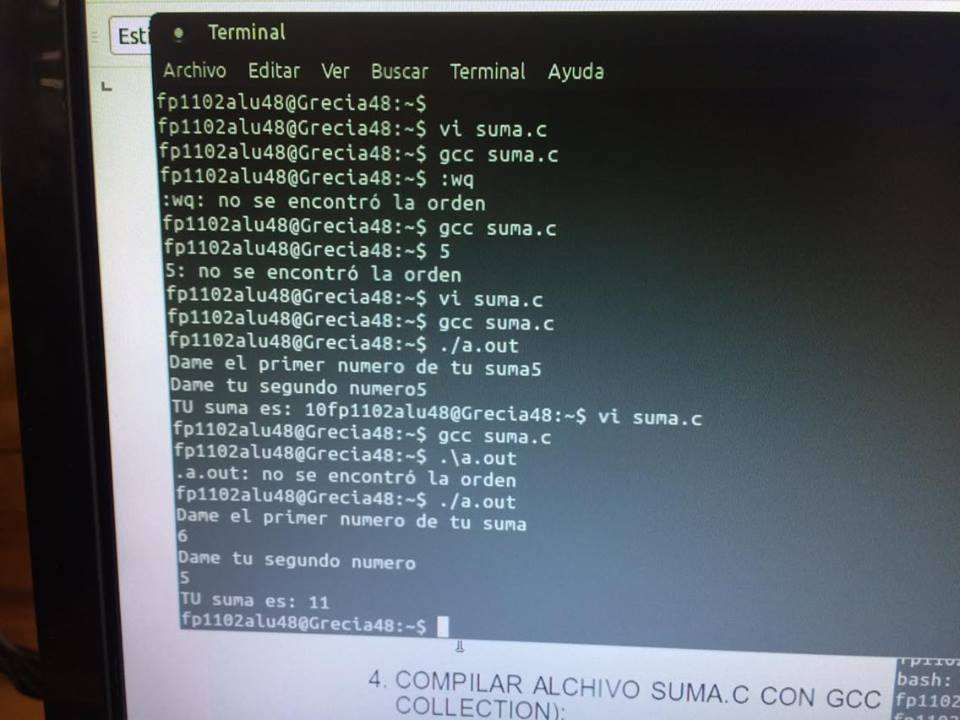 Esti
Terminal
Archivo Editar Ver Buscar Terminal Ayuda
fp1102alu48@Grecia48:~$
fp1102alu48@Grecia48:~$ vi suma.c
fp1102alu48@Grecia48:~$ gcc suma.c
fp1102alu48@Grecia48:~$ :wq
:wq: no se encontró la orden
fp1102alu48@Grecia48:~$ gcc suma.c
fp1102alu48@Grecia48:~$ 5
5: no se encontró la orden
fp1102alu48@Grecia48:~$ vi suma.c
fp1102alu48@Grecia48:~$ gcc suma.c
fp1102alu48@Grecia48:~$ ./a.out
Dame el primer numero de tu suma5
Dame tu segundo numero5
TU suma es: 10fp1102alu48@Grecia48:~$ vi suma.c
fp1102alu48@Grecia48:~$ gcc suma.c
fp1102alu48@Grecia48:~$ .\a.out
.a.out: no se encontró la orden
fp1102alu48@Grecia48:~$ ./a.out
Dame el primer numero de tu suma
6
Dame tu segundo numero
5
TU suma es: 11
fp1102alu48@Grecia48:~$
4. COMPILAR ALCHIVO SUMA.C CON GCC
COLLECTION):
bash:
fp1102